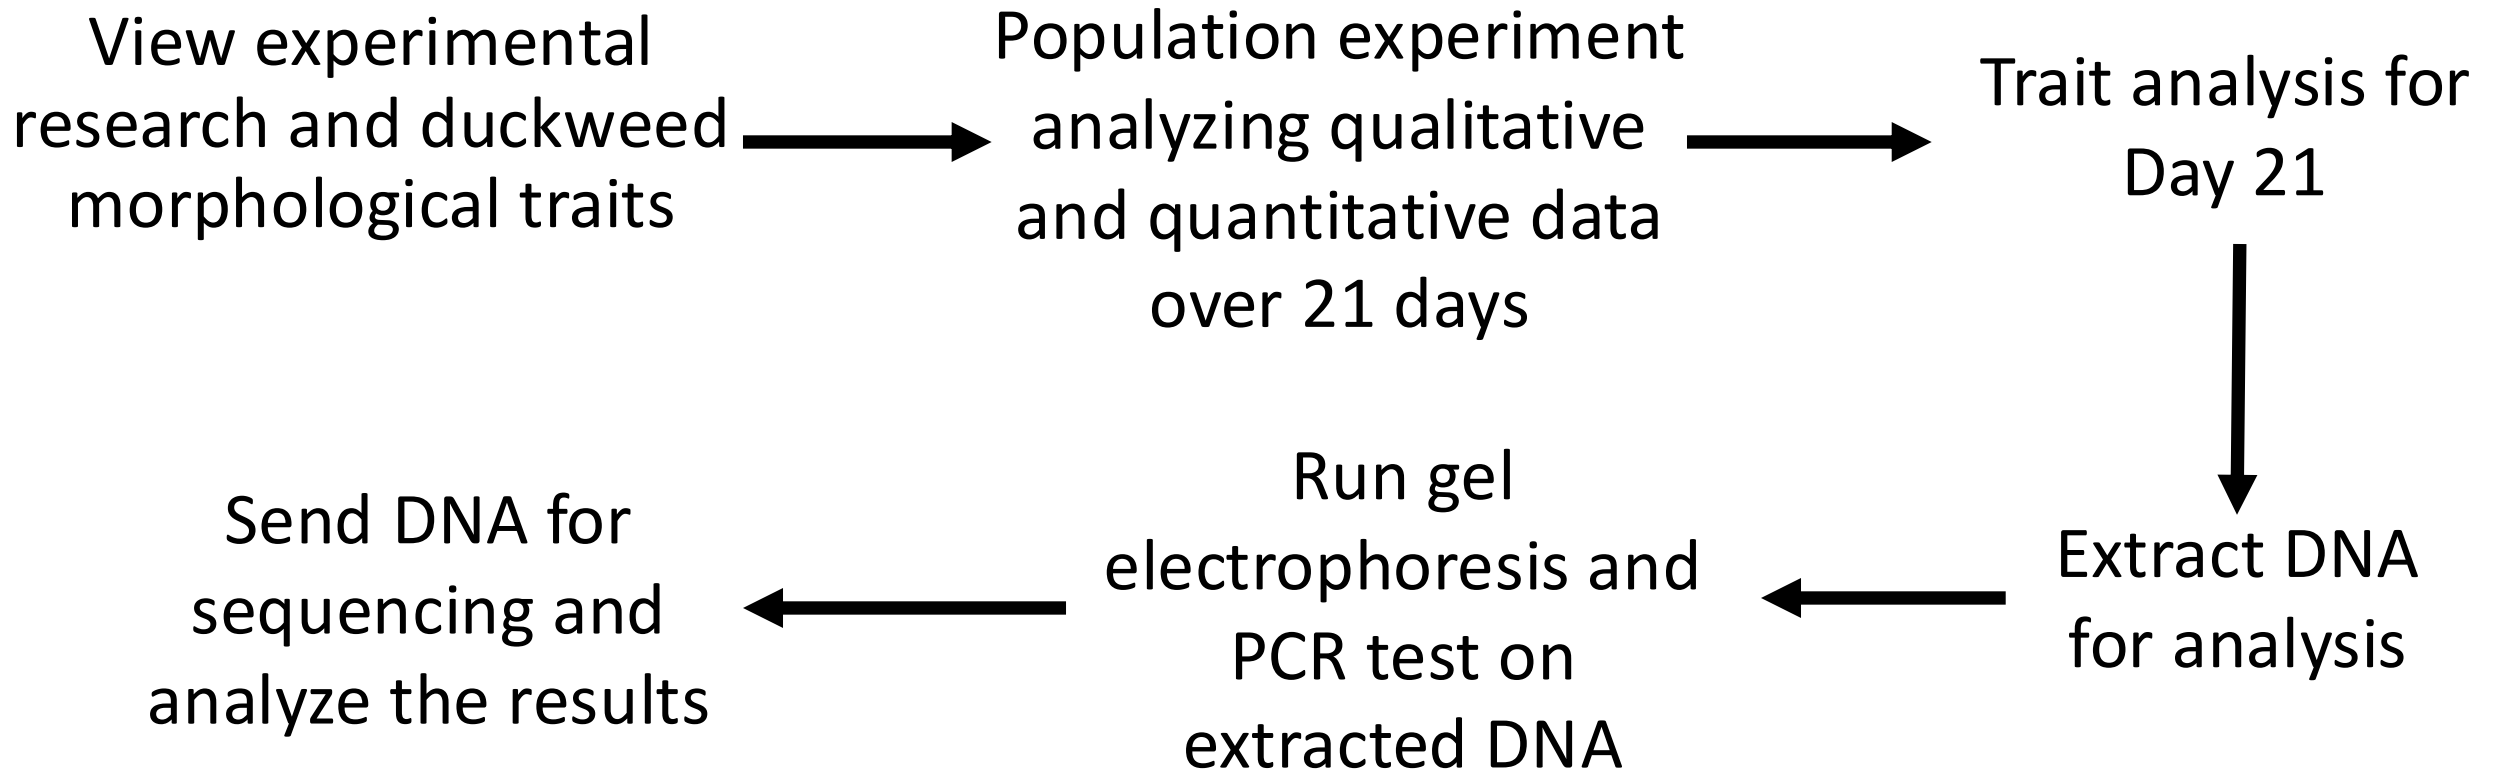 View experimental
research and duckweed
morphological traits
Population experiment
analyzing qualitative
and quantitative data
over 21 days
Trait analysis for
Day 21
Extract DNA
for analysis
Run gel
electrophoresis and
PCR test on
extracted DNA
Send DNA for
sequencing and
analyze the results